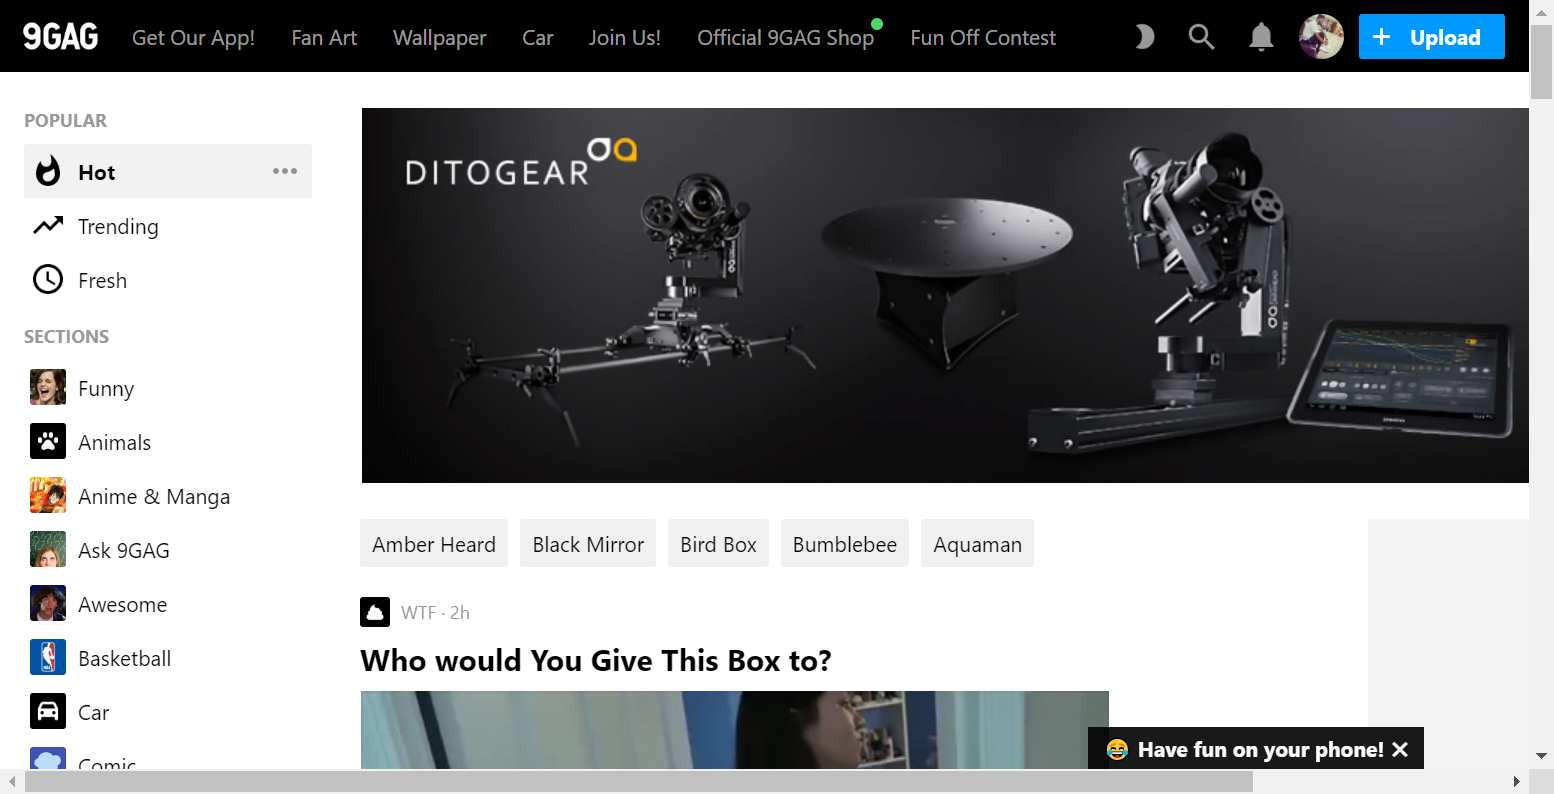 9GAG Get Our App! Fan Art Wallpaper Car Join Us! Official 9GAG Shop Fun Off Contest + Upload
POPULAR
Hot
Trending
Fresh
SECTIONS
Funny
Animals
Anime & Manga
Ask 9GAG
Awesome
Basketball
Car
Comic
DITOGEAR
SAMSUNG
Amber Heard Black Mirror Bird Box Bumblebee Aquaman
WTF · 2h
Who would You Give This Box to?
Have fun on your phone!